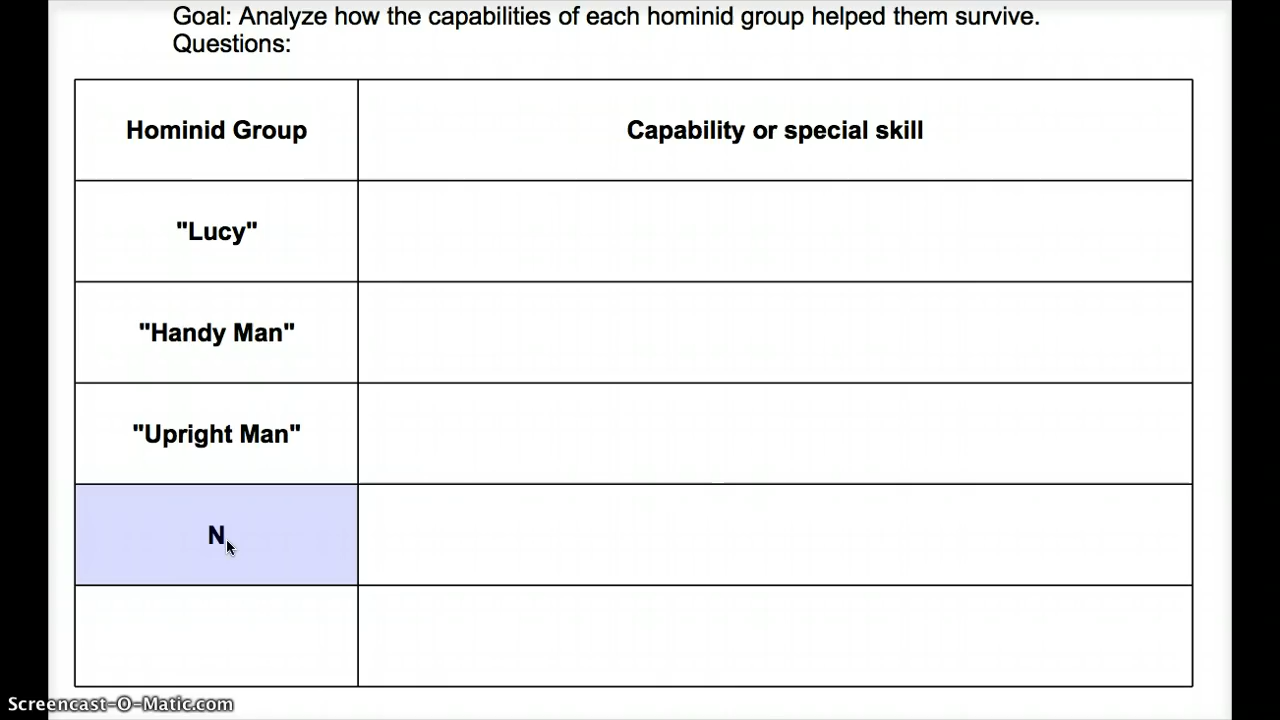 Goal: Analyze how the capabilities of each hominid group helped them survive.
Questions:
Hominid Group
Capability or special skill
"Lucy"
"Handy Man"
"Upright Man"
N
Screencast-O-Matic.com